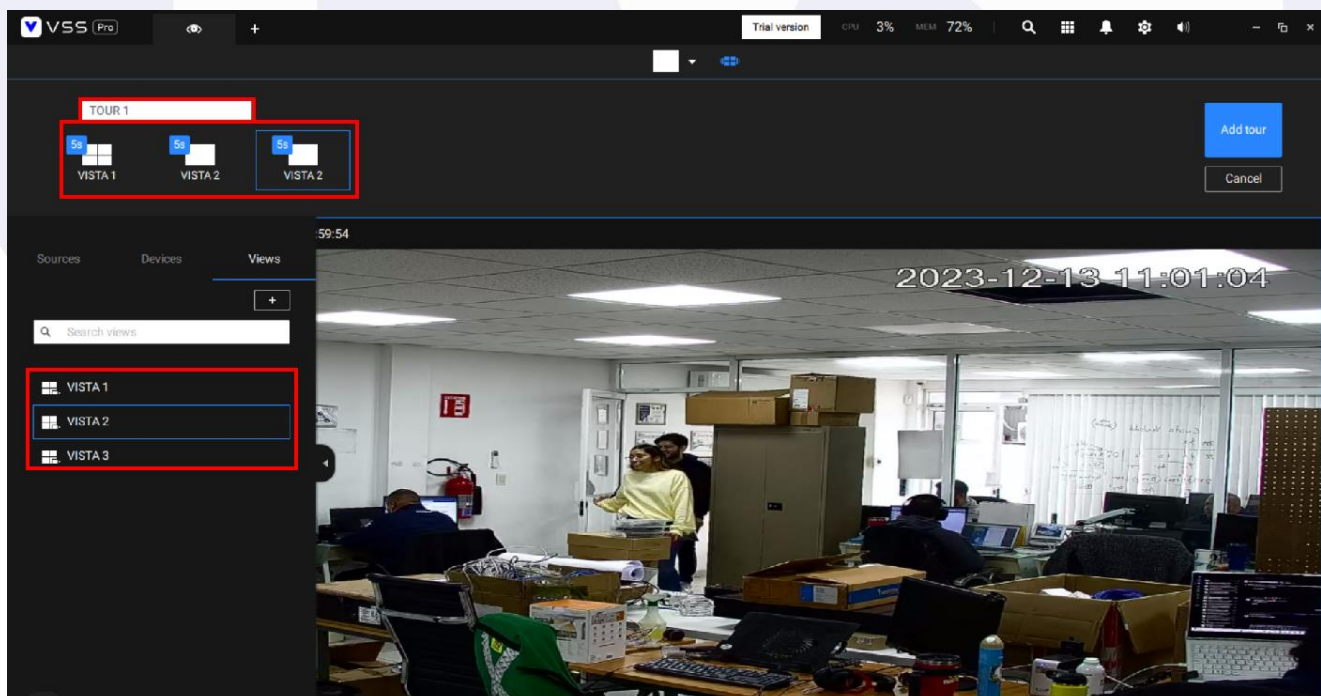 VSS Pro
+
Trial version CPU 3% MEM 72%
TOUR 1
5s 5s 5s
VISTA 1 VISTA 2 VISTA 2
Add tour
Cancel
:59:54
Sources Devices Views
+
Search views
VISTA 1
VISTA 2
VISTA 3
2023-12-13 11:01:04